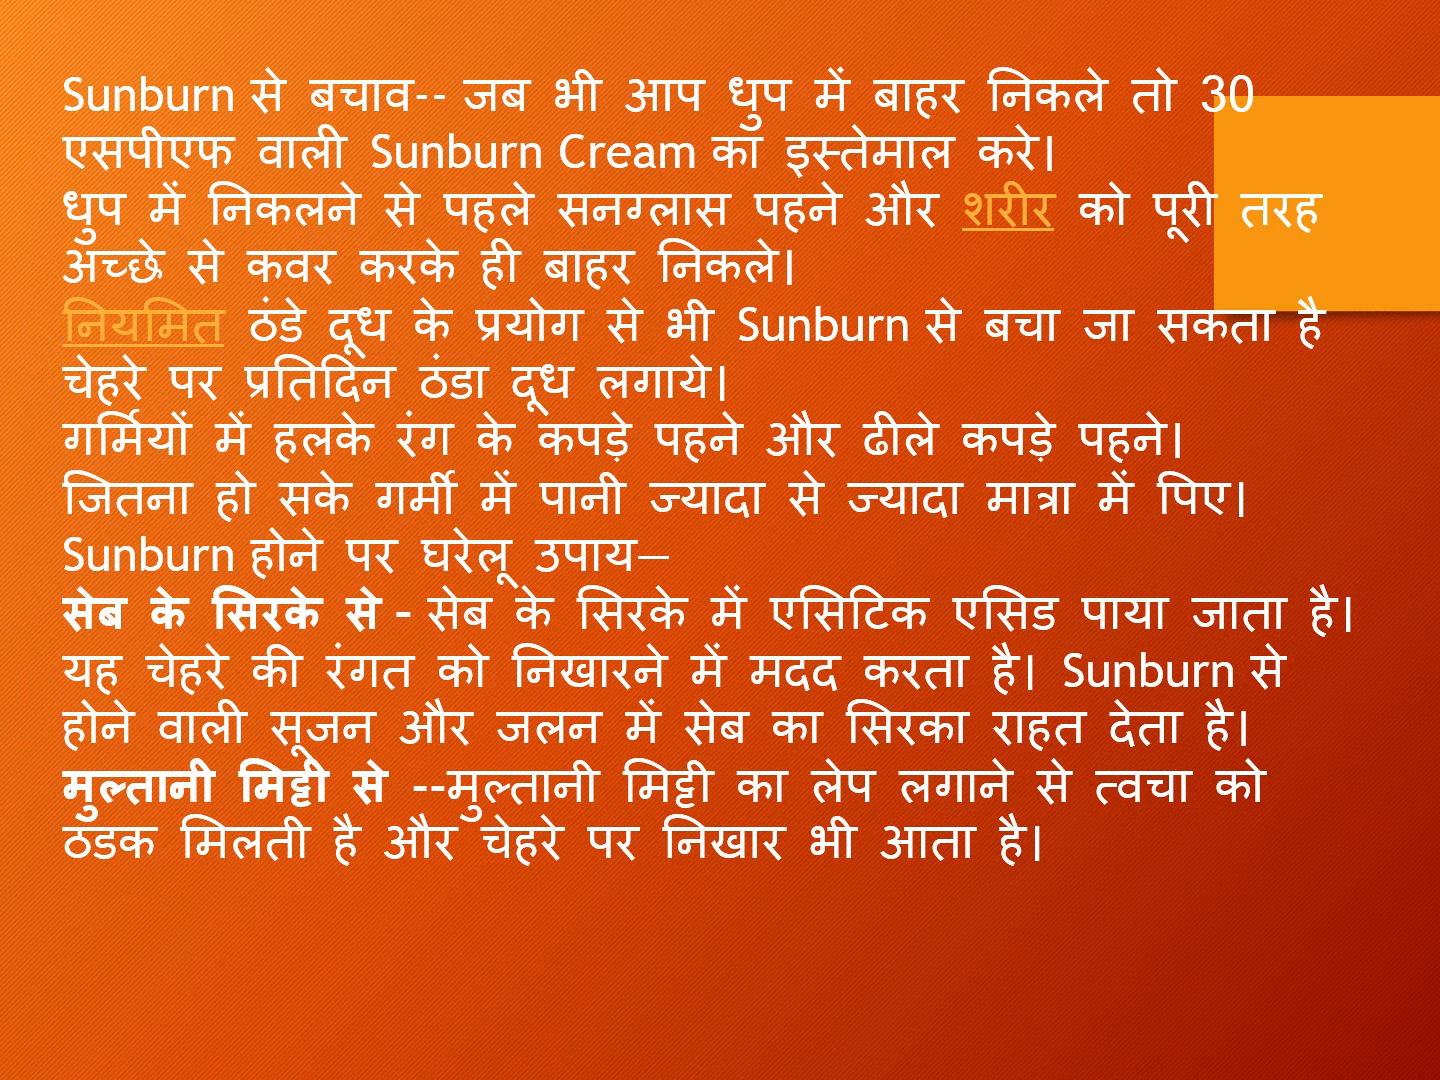 Sunburn से बचाव-- जब भी आप धुप में बाहर निकले तो 30
एसपीएफ वाली Sunburn Cream का इस्तेमाल करे।
धुप में निकलने से पहले सनग्लास पहने और शरीर को पूरी तरह
अच्छे से कवर करके ही बाहर निकले।
नियमित ठंडे दूध के प्रयोग से भी Sunburn से बचा जा सकता है
चेहरे पर प्रतिदिन ठंडा दूध लगाये।
गर्मियों में हलके रंग के कपड़े पहने और ढीले कपड़े पहने।
जितना हो सके गर्मी में पानी ज्यादा से ज्यादा मात्रा में पिए।
Sunburn होने पर घरेलू उपाय–
सेब के सिरके से - सेब के सिरके में एसिटिक एसिड पाया जाता है।
यह चेहरे की रंगत को निखारने में मदद करता है। Sunburn से
होने वाली सूजन और जलन में सेब का सिरका राहत देता है।
मुल्तानी मिट्टी से --मुल्तानी मिट्टी का लेप लगाने से त्वचा को
ठंडक मिलती है और चेहरे पर निखार भी आता है।